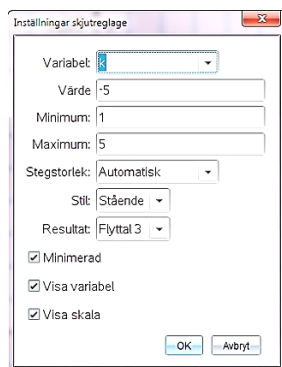 Inställningar skjutreglage
Variabel: k
Värde -5
Minimum: 1
Maximum: 5
Stegstorlek: Automatisk
Stil: Stående
Resultat: Flyttal 3
Minimerad
Visa variabel
Visa skala
OK Avbryt